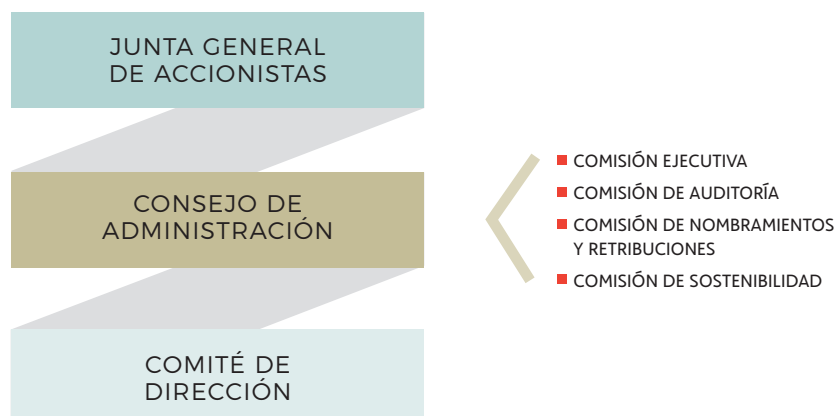 JUNTA GENERAL
DE ACCIONISTAS
CONSEJO DE
ADMINISTRACIÓN
COMISIÓN EJECUTIVA
COMISIÓN DE AUDITORÍA
COMISIÓN DE NOMBRAMIENTOS
Y RETRIBUCIONES
COMISIÓN DE SOSTENIBILIDAD
COMITÉ DE
DIRECCIÓN